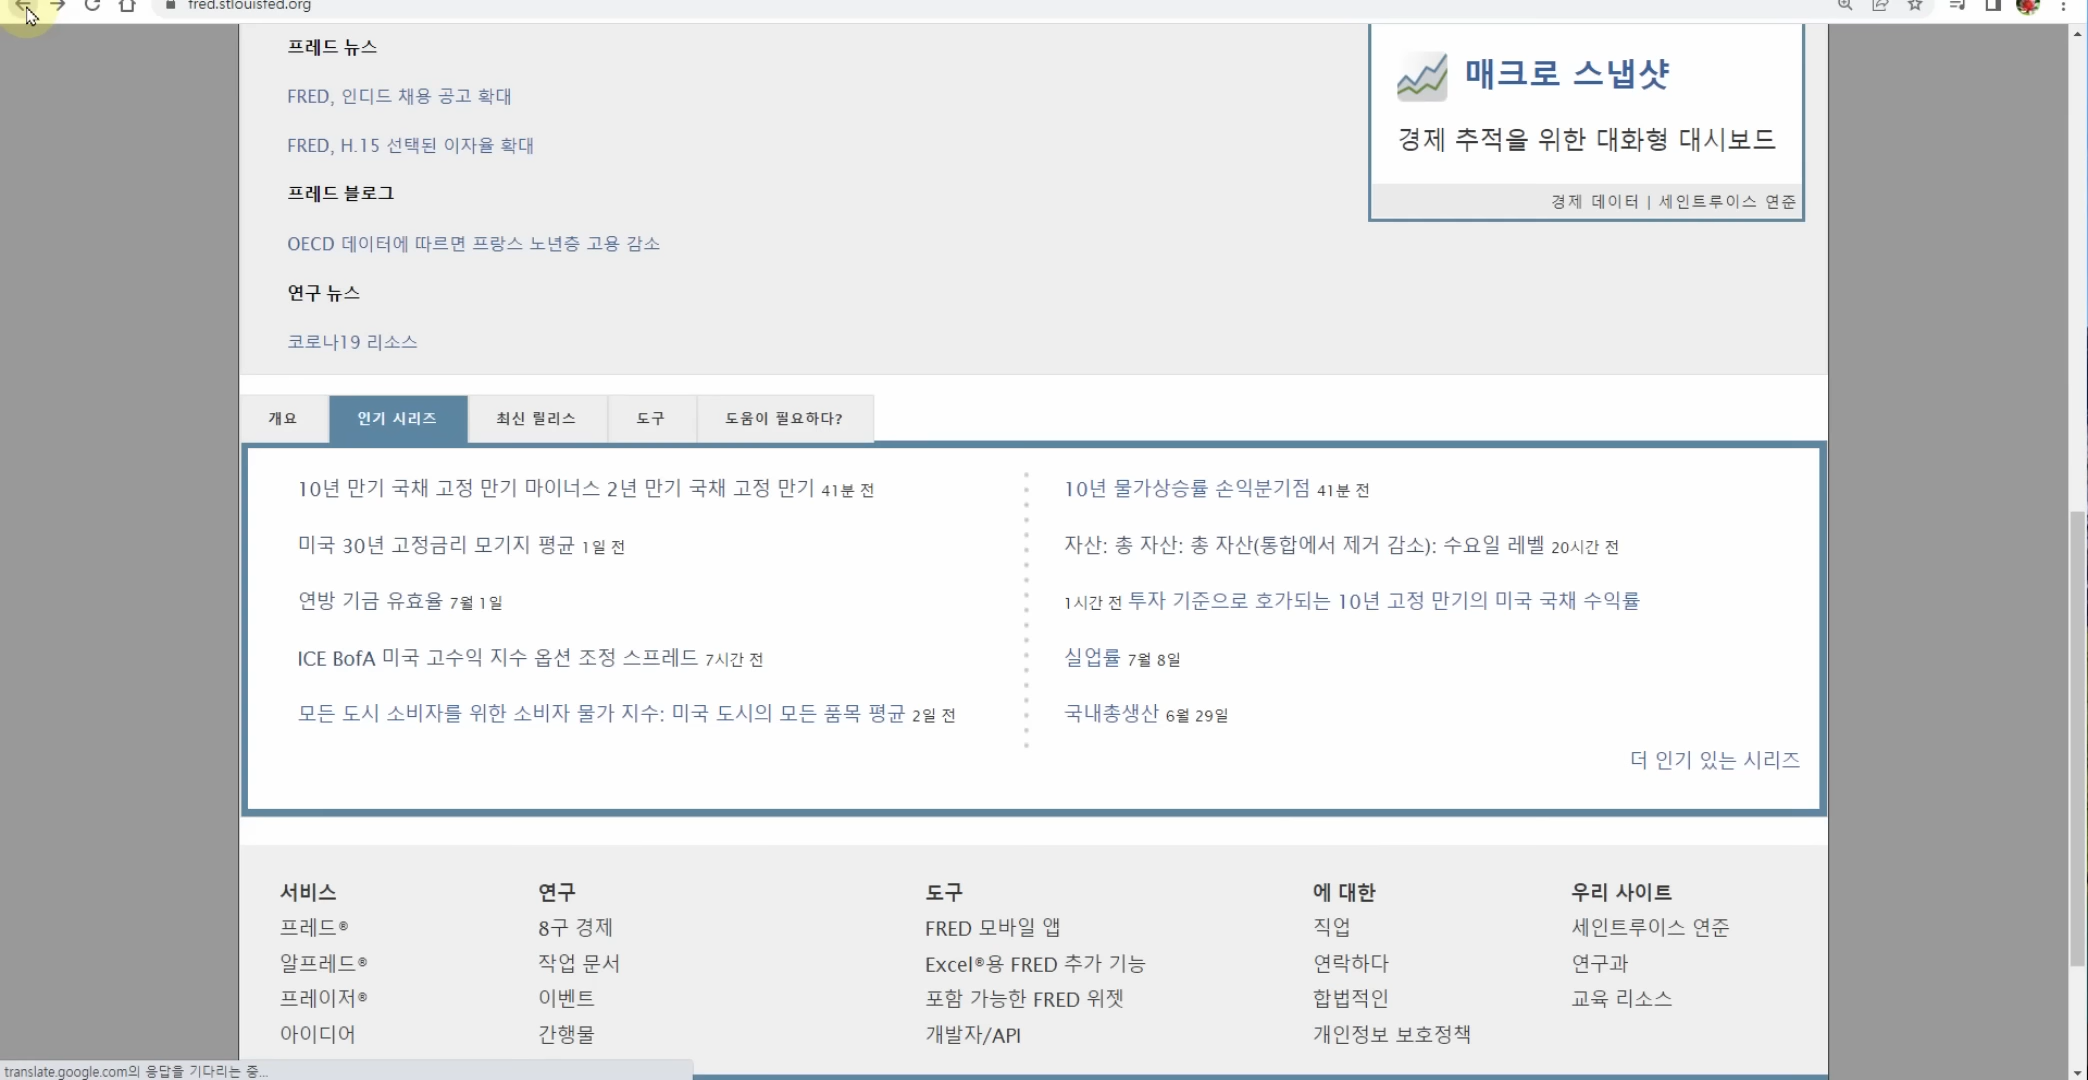 fred.stlouisfed.org
프레드 뉴스
FRED, 인디드 채용 공고 확대
FRED, H.15 선택된 이자율 확대
프레드 블로그
OECD 데이터에 따르면 프랑스 노년층 고용 감소
연구 뉴스
코로나19 리소스
매크로 스냅샷
경제 추적을 위한 대화형 대시보드
경제 데이터 | 세인트루이스 연준
개요 인기 시리즈 최신 릴리스 도구 도움이 필요하다?
10년 만기 국채 고정 만기 마이너스 2년 만기 국채 고정 만기 41분 전
미국 30년 고정금리 모기지 평균 1일 전
연방 기금 유효율 7월 1일
ICE BofA 미국 고수익 지수 옵션 조정 스프레드 7시간 전
모든 도시 소비자를 위한 소비자 물가 지수: 미국 도시의 모든 품목 평균 2일 전
10년 물가상승률 손익분기점 41분 전
자산: 총 자산: 총 자산(통합에서 제거 감소): 수요일 레벨 20시간 전
1시간 전 투자 기준으로 호가되는 10년 고정 만기의 미국 국채 수익률
실업률 7월 8일
국내총생산 6월 29일
더 인기 있는 시리즈
서비스
프레드®
알프레드®
프레이저®
아이디어
연구
8구 경제
작업 문서
이벤트
간행물
도구
FRED 모바일 앱
Excel®용 FRED 추가 기능
포함 가능한 FRED 위젯
개발자/API
에 대한
직업
연락하다
합법적인
개인정보 보호정책
우리 사이트
세인트루이스 연준
연구과
교육 리소스
translate.google.com의 응답을 기다리는 중...